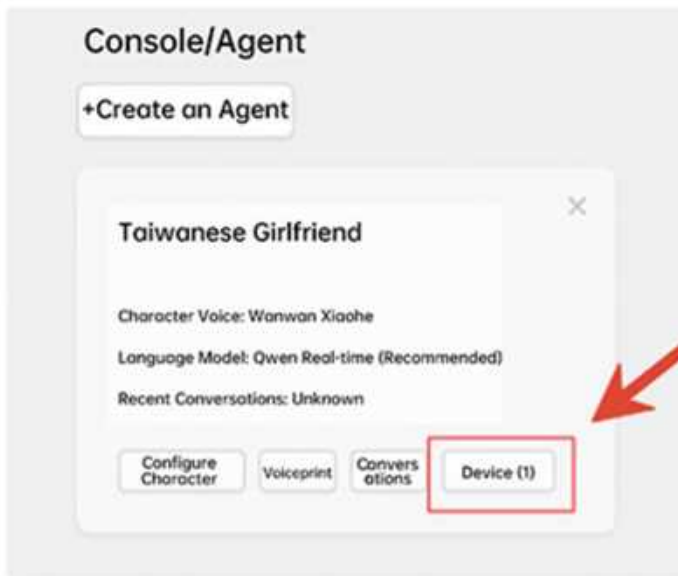 Console/Agent
+Create an Agent
Taiwanese Girlfriend
Character Voice: Wanwan Xiaohe
Language Model: Qwen Real-time (Recommended)
Recent Conversations: Unknown
Configure
Character
Voiceprint
Convers
ations
Device (1)